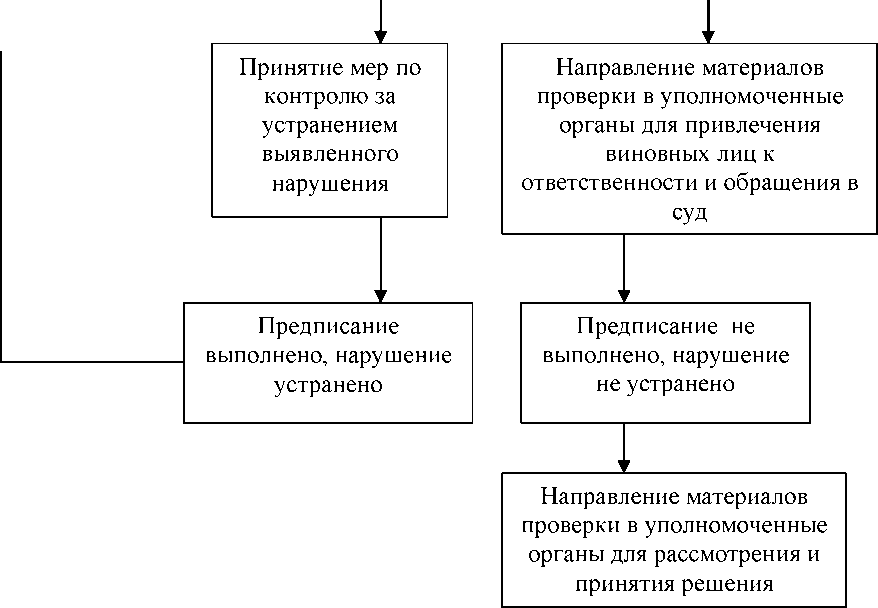 Принятие мер по
контролю за
устранением
выявленного
нарушения
Направление материалов
проверки в уполномоченные
органы для привлечения
виновных лиц к
ответственности и обращения в
суд
Предписание
выполнено, нарушение
устранено
Предписание не
выполнено, нарушение
не устранено
Направление материалов
проверки в уполномоченные
органы для рассмотрения и
принятия решения